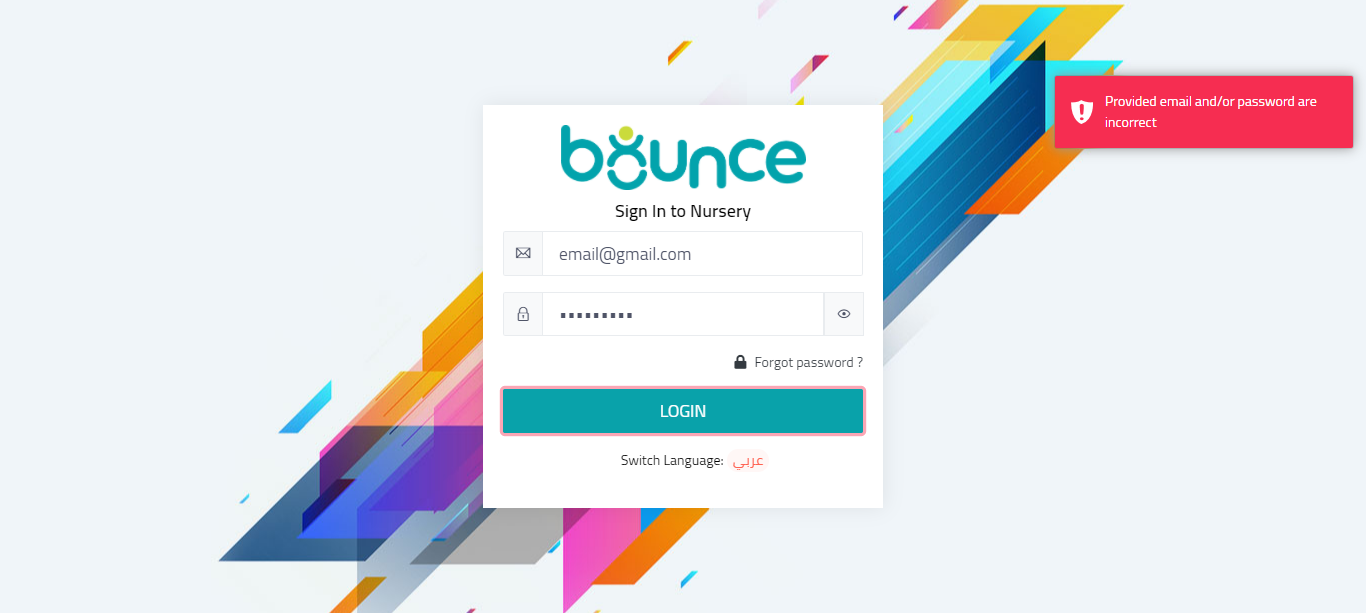 bounce
Sign In to Nursery
email@gmail.com
•••••••••
Forgot password ?
LOGIN
Switch Language: عربي
Provided email and/or password are
incorrect